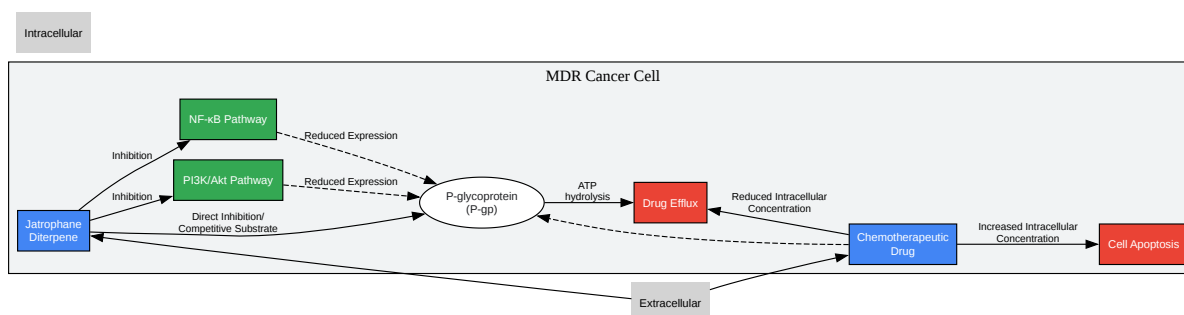 Intracellular
MDR Cancer Cell
NF-κB Pathway
Reduced Expression
Inhibition
PI3K/Akt Pathway
Reduced Expression
Inhibition
Jatrophane
Diterpene
Direct Inhibition/
Competitive Substrate
P-glycoprotein
(P-gp)
ATP
hydrolysis
Drug Efflux
Reduced Intracellular
Concentration
Chemotherapeutic
Drug
Increased Intracellular
Concentration
Cell Apoptosis
Extracellular